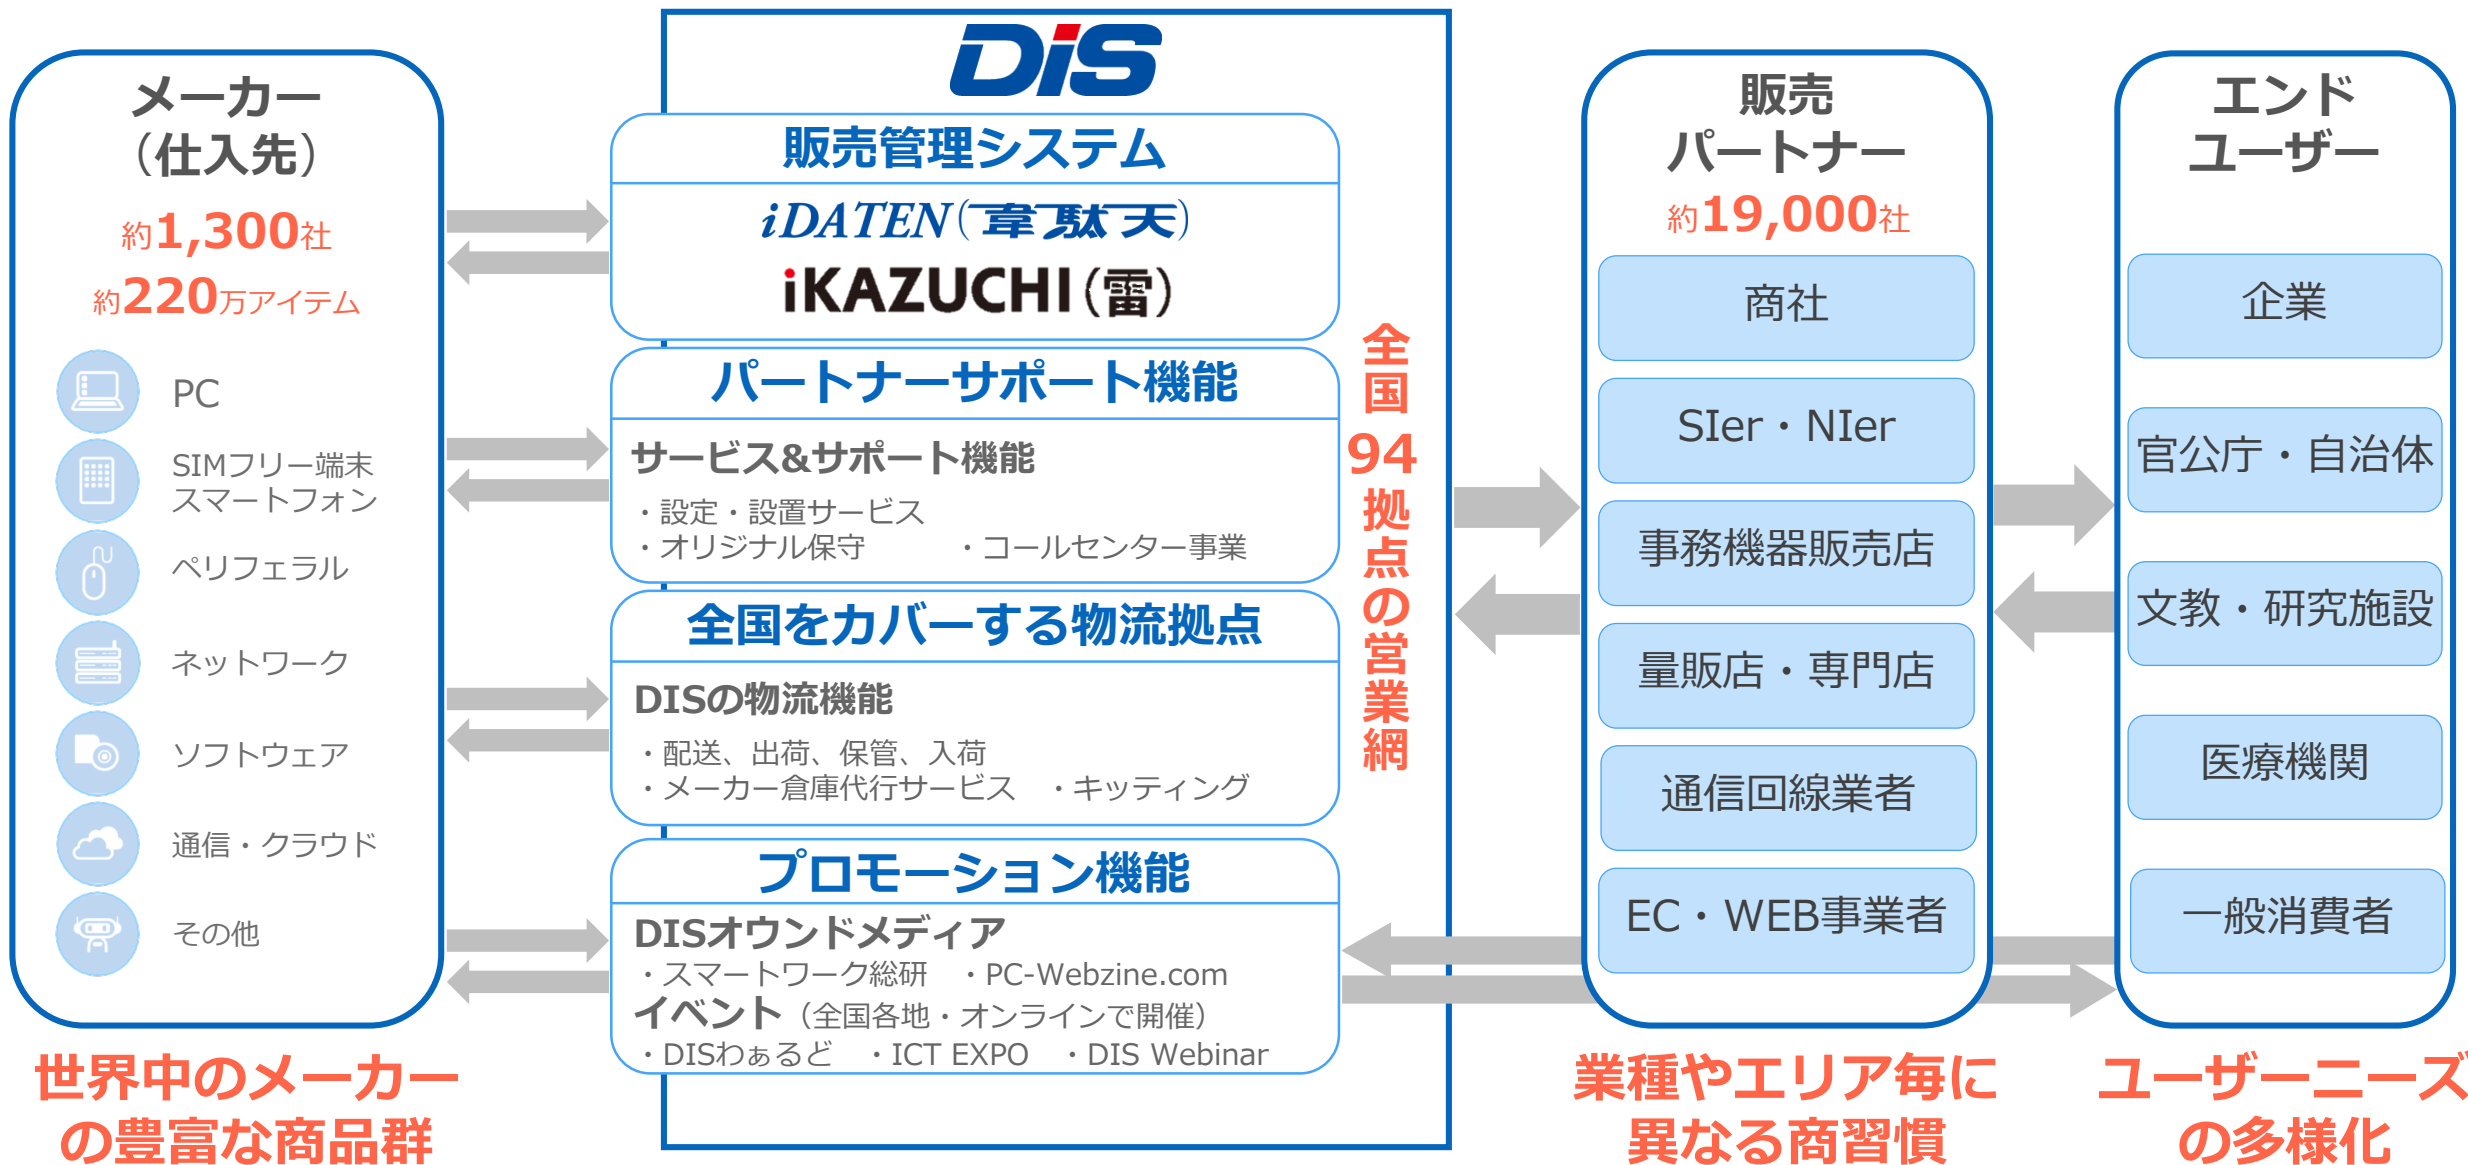 メーカー
（仕入先）
約1,300社
約220万アイテム
PC
SIMフリー端末
スマートフォン
ペリフェラル
ネットワーク
ソフトウェア
通信・クラウド
その他
世界中のメーカー
の豊富な商品群
DiS
販売管理システム
iDATEN(韋駄天)
iKAZUCHI(雷)
パートナーサポート機能
サービス&サポート機能
・設定・設置サービス
・オリジナル保守　・コールセンター事業
全国をカバーする物流拠点
DISの物流機能
・配送、出荷、保管、入荷
・メーカー倉庫代行サービス　・キッティング
プロモーション機能
DISオウンドメディア
・スマートワーク総研　・PC-Webzine.com
イベント（全国各地・オンラインで開催）
・DISわぁるど　・ICT EXPO　・DIS Webinar
全国94拠点の営業網
販売
パートナー
約19,000社
商社
SIer・NIer
事務機器販売店
量販店・専門店
通信回線業者
EC・WEB事業者
業種やエリア毎に
異なる商習慣
エンド
ユーザー
企業
官公庁・自治体
文教・研究施設
医療機関
一般消費者
ユーザーニーズ
の多様化